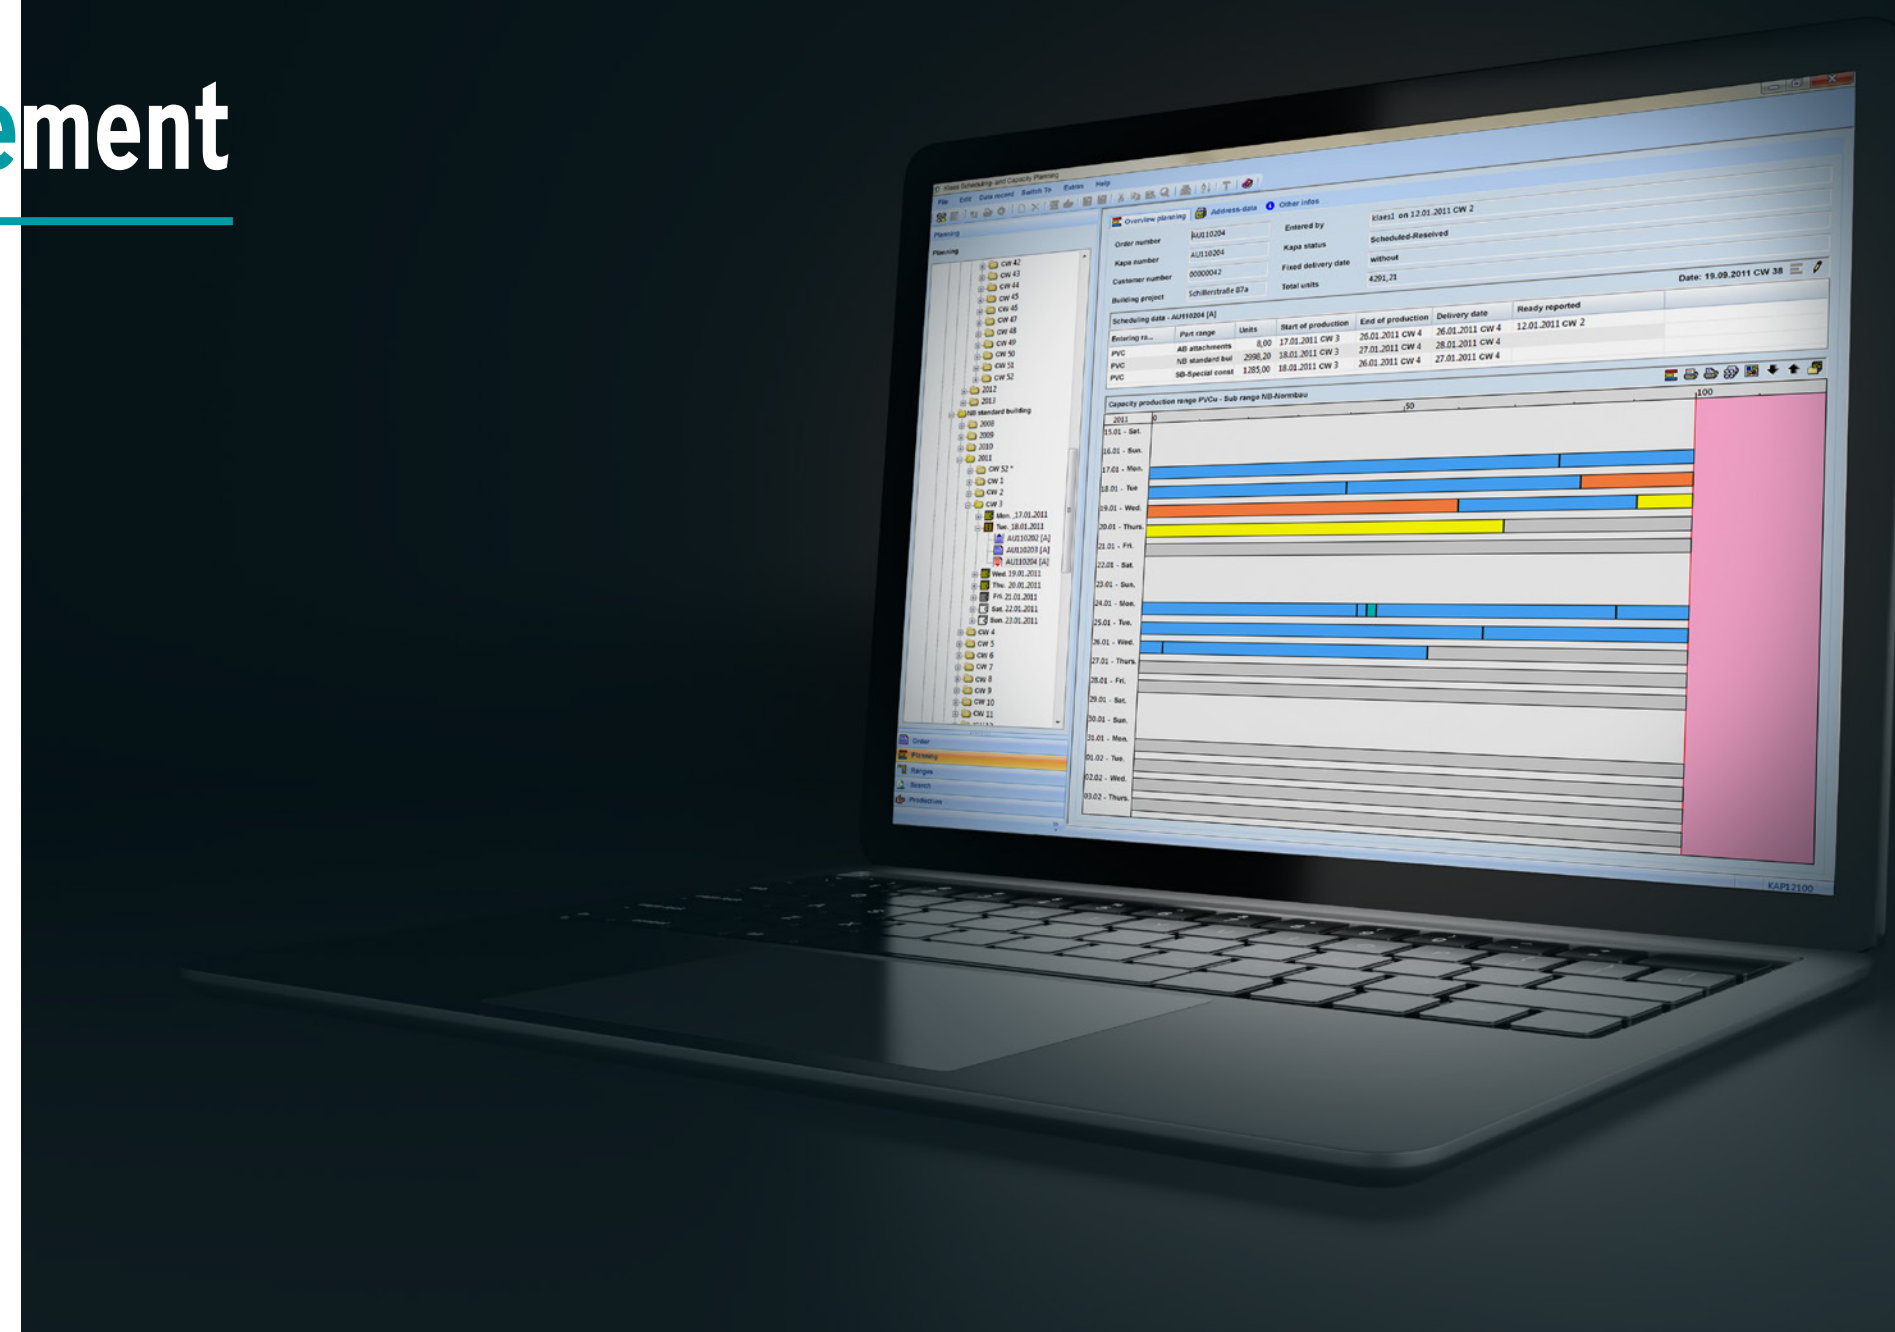 ement
Klaes Scheduling- and Capacity Planning
File Edit Data record Switch To Extras Help
Planning
Planning
CW 42
CW 43
CW 44
CW 45
CW 46
CW 47
CW 48
CW 49
CW 50
CW 51
CW 52
2012
2013
NB standard building
2008
2009
2010
2011
CW 52 *
CW 1
CW 2
CW 3
Mon. ,17.01.2011
Tue. ,18.01.2011
AU110202 [A]
AU110203 [A]
AU110204 [A]
Wed. 19.01.2011
Thu. 20.01.2011
Fri. 21.01.2011
Sat. 22.01.2011
Sun. 23.01.2011
CW 4
CW 5
CW 6
CW 7
CW 8
CW 9
CW 10
CW 11
Order
Planning
Ranges
Search
Production
Overview planning Address-data Other infos
Order number AU110204 Entered by klaes1 on 12.01.2011 CW 2
Kapa number AU110204 Kapa status Scheduled-Resolved
Customer number 00000042 Fixed delivery date without
Building project Schillerstraße 87a Total units 4291,21
Date: 19.09.2011 CW 38
Scheduling data - AU110204 [A]
Entering ra... Part range Units Start of production End of production Delivery date Ready reported
PVC AB attachments 8,00 17.01.2011 CW 3 26.01.2011 CW 4 26.01.2011 CW 4 12.01.2011 CW 2
PVC NB standard bui 2998,20 18.01.2011 CW 3 27.01.2011 CW 4 28.01.2011 CW 4
PVC SB-Special const 1285,00 18.01.2011 CW 3 26.01.2011 CW 4 27.01.2011 CW 4
Capacity production range PVCu - Sub range NB-Normbau
2011 0 50 100
15.01 - Sat.
16.01 - Sun.
17.01 - Mon.
18.01 - Tue
19.01 - Wed.
20.01 - Thurs.
21.01 - Fri.
22.01 - Sat.
23.01 - Sun.
24.01 - Mon.
25.01 - Tue.
26.01 - Wed.
27.01 - Thurs.
28.01 - Fri.
29.01 - Sat.
30.01 - Sun.
31.01 - Mon.
01.02 - Tue.
02.02 - Wed.
03.02 - Thurs.
KAP12100